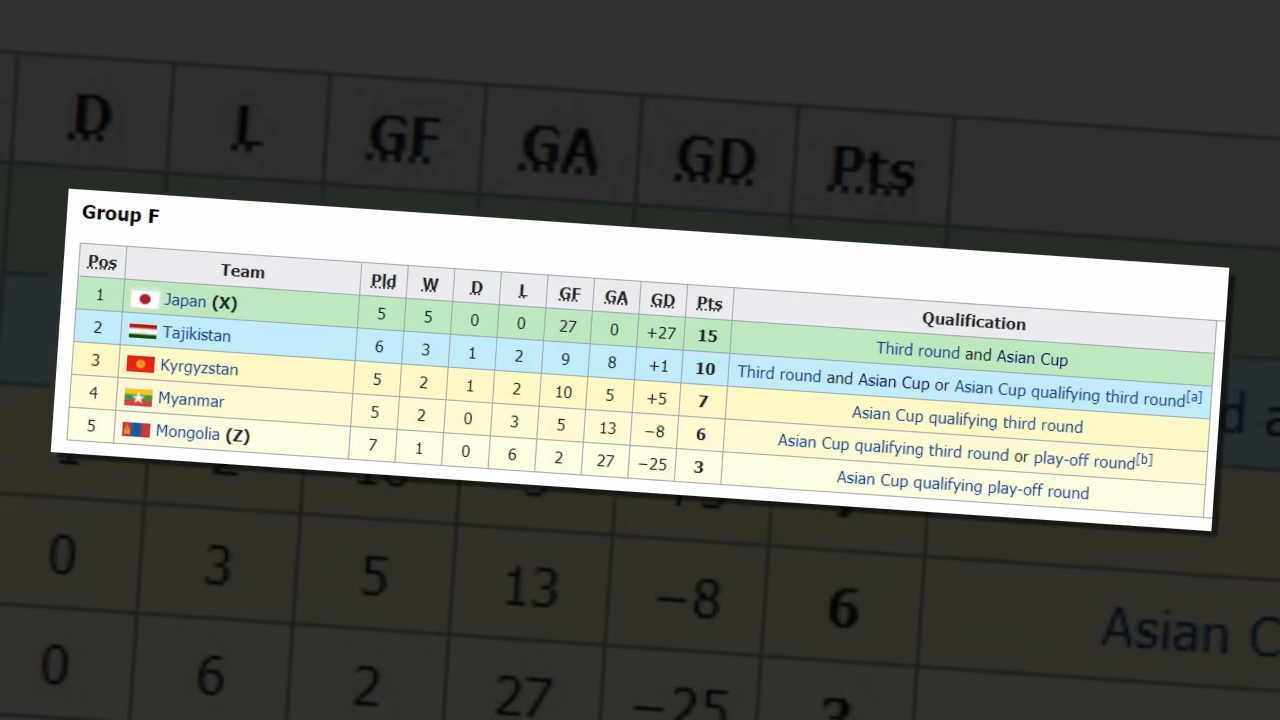 D L GF GA GD Pts
Group F
Pos Team Pld W D L GF GA GD Pts Qualification
1 Japan (X) 5 5 0 0 27 0 +27 15 Third round and Asian Cup
2 Tajikistan 6 3 1 2 9 8 +1 10 Third round and Asian Cup or Asian Cup qualifying third round[a]
3 Kyrgyzstan 5 2 1 2 10 5 +5 7 Asian Cup qualifying third round
4 Myanmar 5 2 0 3 5 13 −8 6 Asian Cup qualifying third round or play-off round[b]
5 Mongolia (Z) 7 1 0 6 2 27 −25 3 Asian Cup qualifying play-off round
0 3 5 13 −8 6 Asian C
0 6 2 27 −25 3